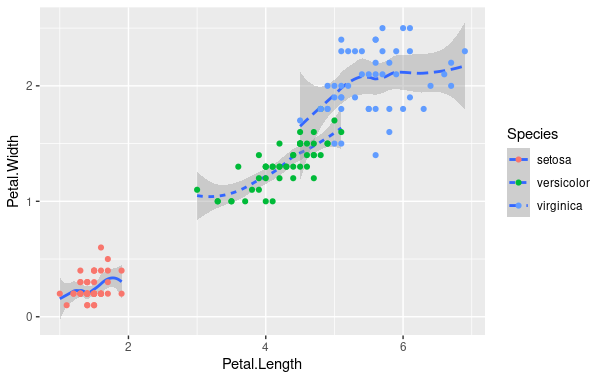 2
1
0
Petal.Width
2
4
6
Petal.Length
Species
setosa
versicolor
virginica